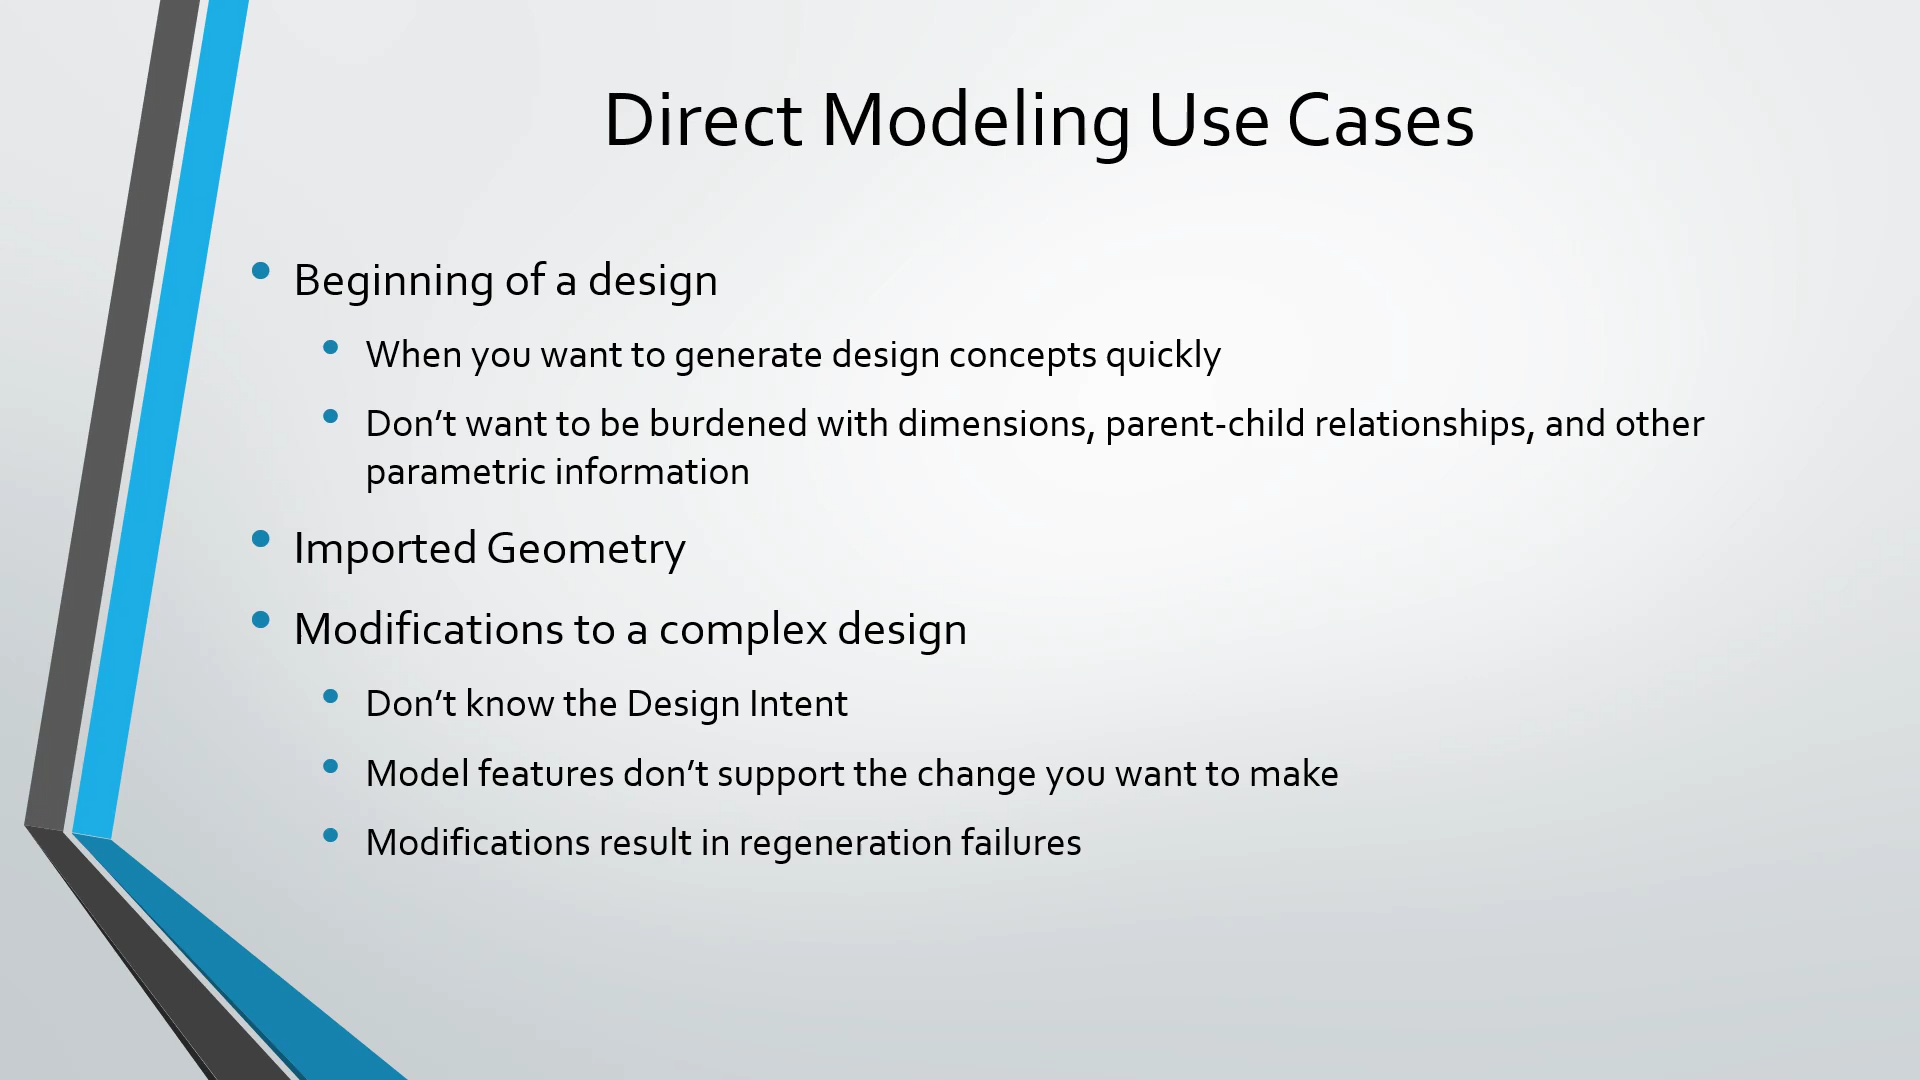 Direct Modeling Use Cases
• Beginning of a design
• When you want to generate design concepts quickly
• Don’t want to be burdened with dimensions, parent-child relationships, and other
parametric information
• Imported Geometry
• Modifications to a complex design
• Don’t know the Design Intent
• Model features don’t support the change you want to make
• Modifications result in regeneration failures